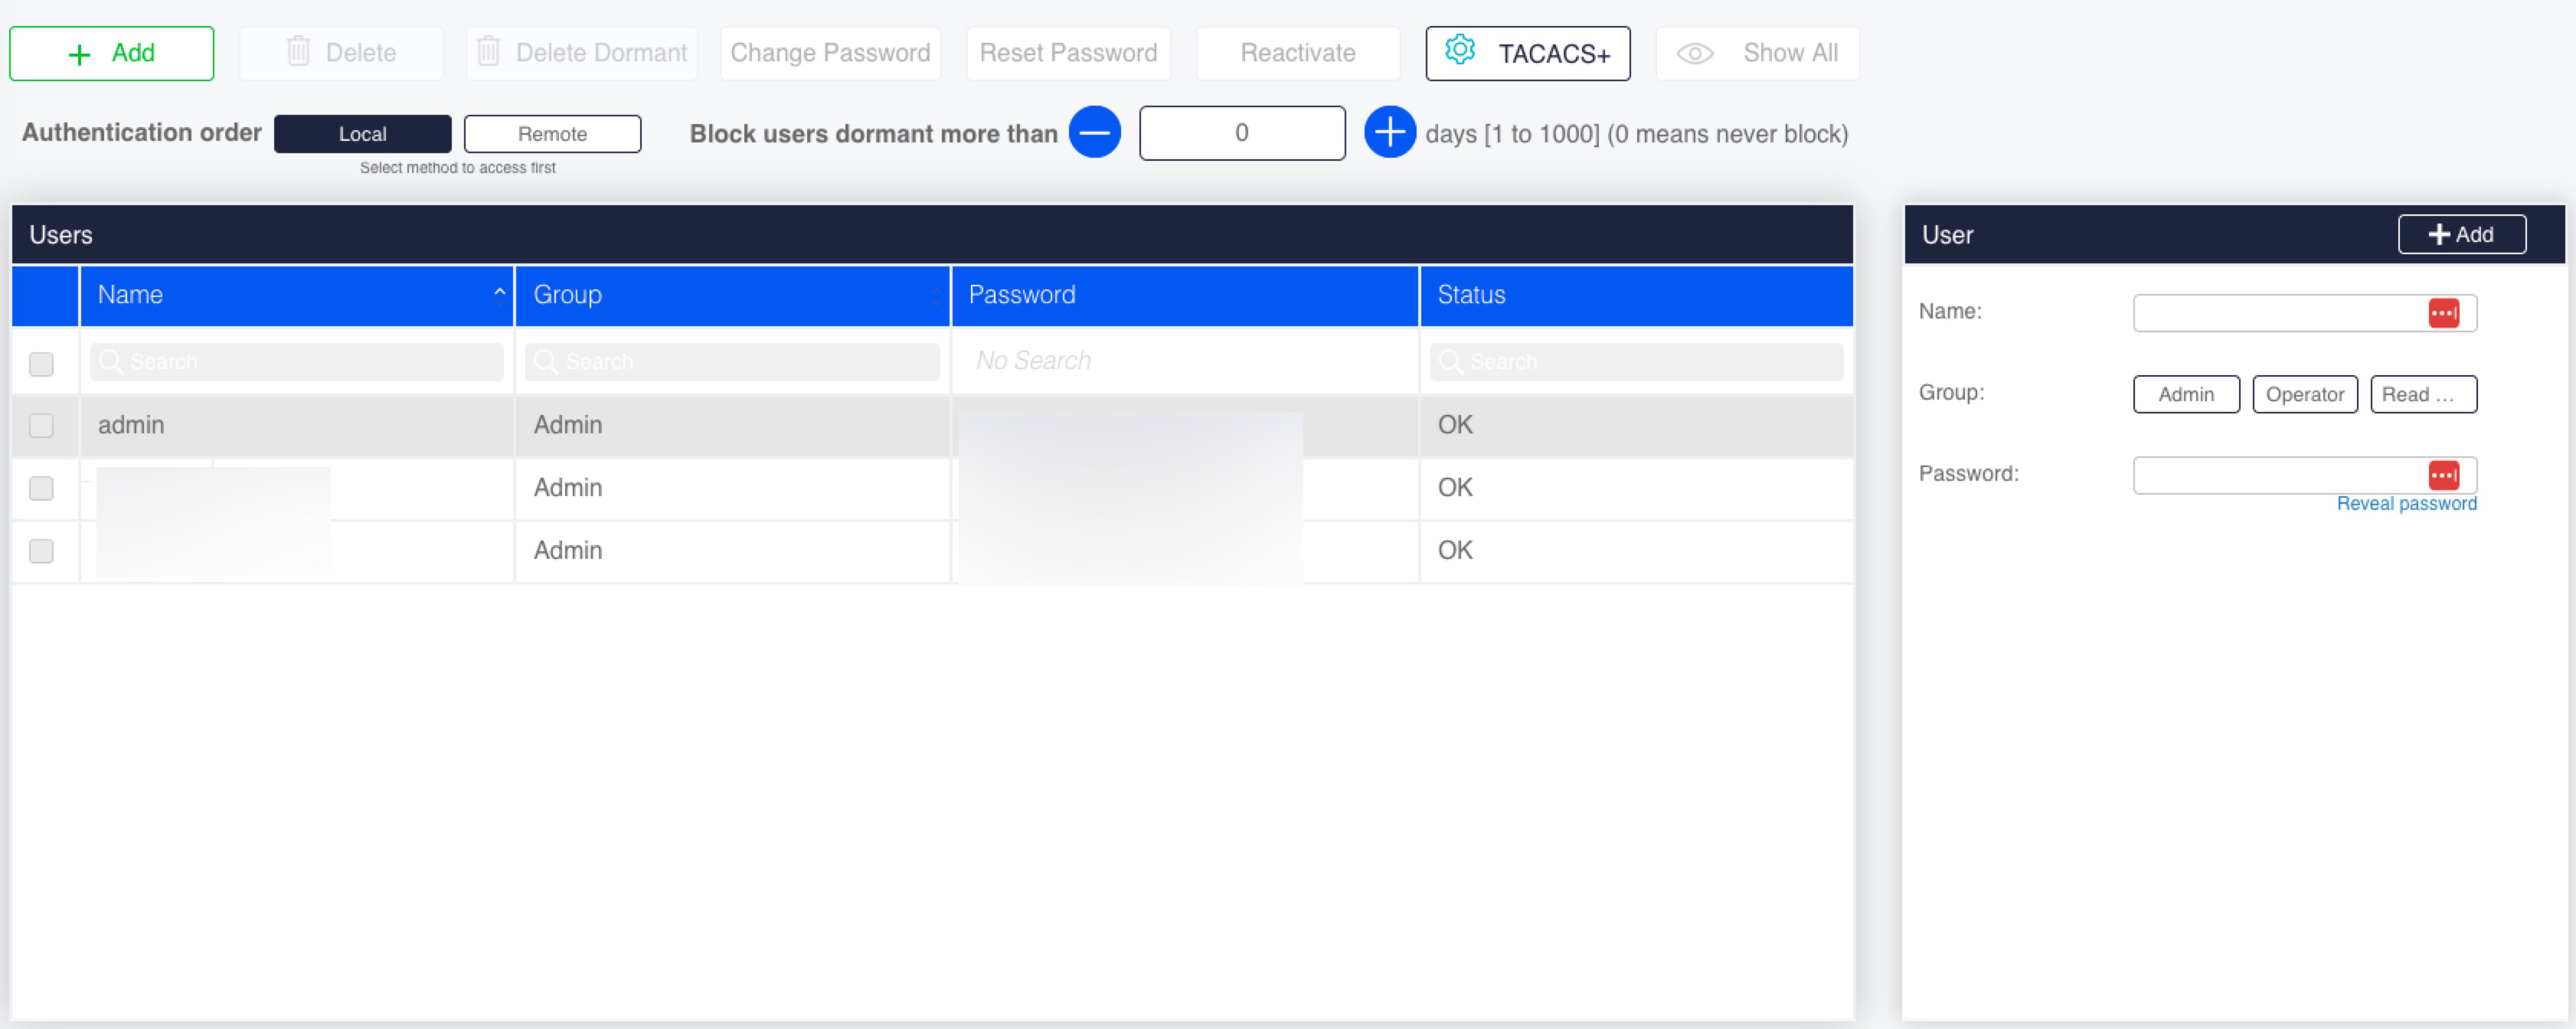 + Add Delete Delete Dormant Change Password Reset Password Reactivate TACACS+ Show All
Authentication order Local Remote Block users dormant more than 0 days [1 to 1000] (0 means never block)
Select method to access first
Users
Name Group Password Status
Search Search No Search Search
admin Admin OK
Admin OK
Admin OK
User + Add
Name:
Group: Admin Operator Read ...
Password:
Reveal password